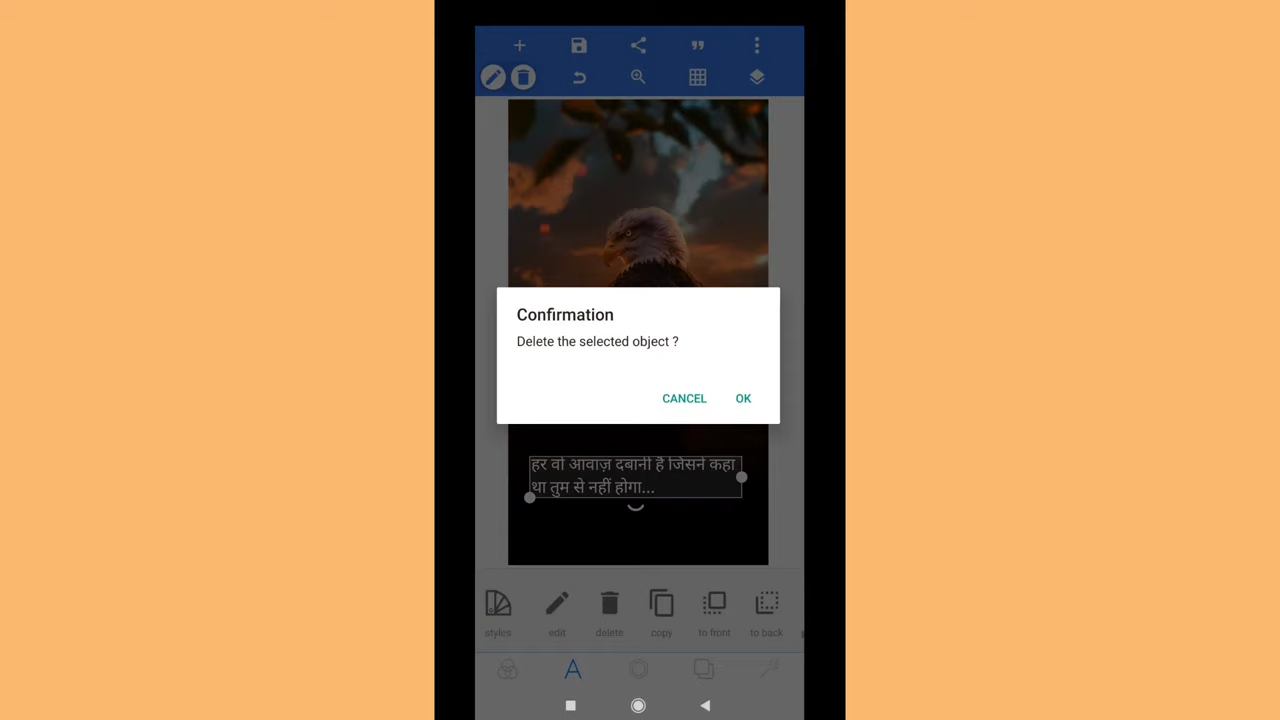 Confirmation
Delete the selected object ?
CANCEL OK
हर वो आवाज़ दबानी है जिसने कहा
था तुम से नहीं होगा...
styles edit delete copy to front to back